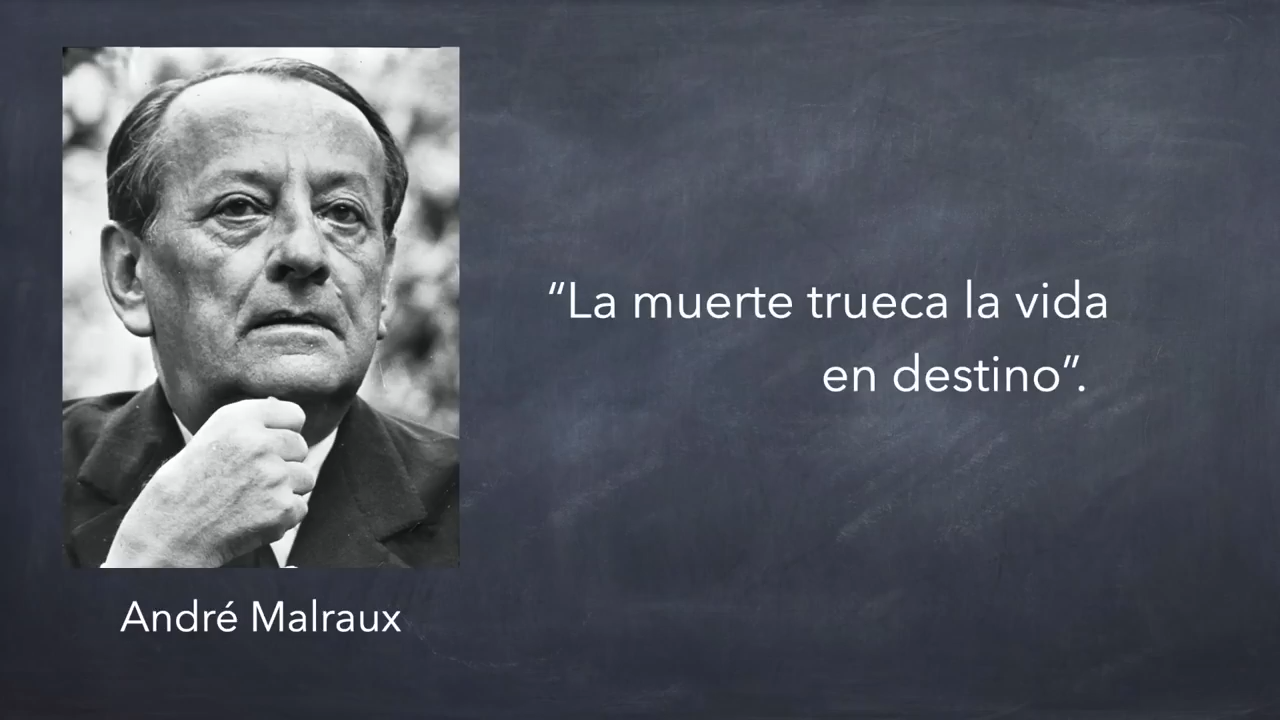 “La muerte trueca la vida
en destino”.
André Malraux